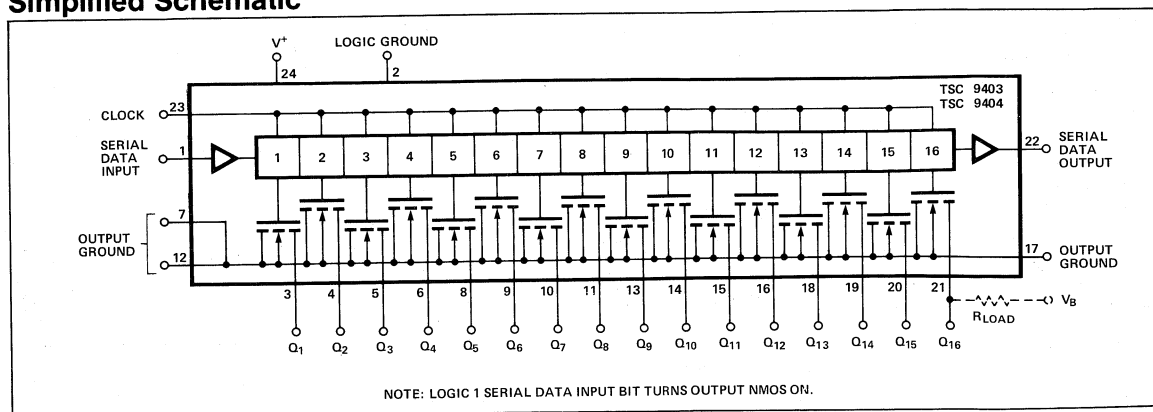 Simplified Schematic
V+
LOGIC GROUND
24
2
TSC 9403
TSC 9404
CLOCK
23
SERIAL DATA INPUT
1
1 2 3 4 5 6 7 8 9 10 11 12 13 14 15 16
22
SERIAL DATA OUTPUT
7
OUTPUT GROUND
12
17
OUTPUT GROUND
3 4 5 6 8 9 10 11 13 14 15 16 18 19 20 21
RLOAD
VB
Q1 Q2 Q3 Q4 Q5 Q6 Q7 Q8 Q9 Q10 Q11 Q12 Q13 Q14 Q15 Q16
NOTE: LOGIC 1 SERIAL DATA INPUT BIT TURNS OUTPUT NMOS ON.